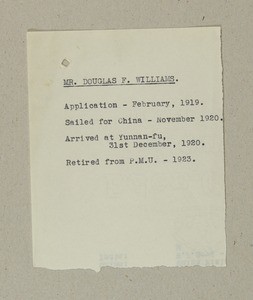 MR. DOUGLAS F. WILLIAMS.
Application - February, 1919.
Sailed for China - November 1920.
Arrived at Yunnan-fu,
31st December, 1920.
Retired from P.M.U. - 1923.